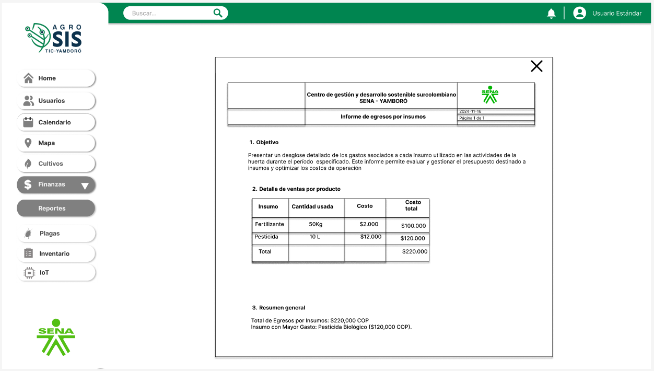 Buscar...
Usuario Estándar
AGRO
SIS
TIC-YAMBORÓ
Home
Usuarios
Calendario
Mapa
Cultivos
Finanzas
Reportes
Plagas
Inventario
IoT
SENA
Centro de gestión y desarrollo sostenible surcolombiano
SENA - YAMBORÓ
SENA
Informe de egresos por insumos
Página 1 de 1
1. Objetivo
Presentar un desglose detallado de los gastos asociados a cada insumo utilizado en las actividades de la
huerta durante el periodo especificado. Este informe permite evaluar y gestionar el presupuesto destinado a
insumos y optimizar los costos de operación
2. Detalle de ventas por producto
Insumo Cantidad usada Costo Costo total
Fertilizante 50Kg $2.000 $100.000
Pesticida 10 L $12.000 $120.000
Total $220.000
3. Resumen general
Total de Egresos por Insumos: $220,000 COP
Insumo con Mayor Gasto: Pesticida Biológico ($120,000 COP).